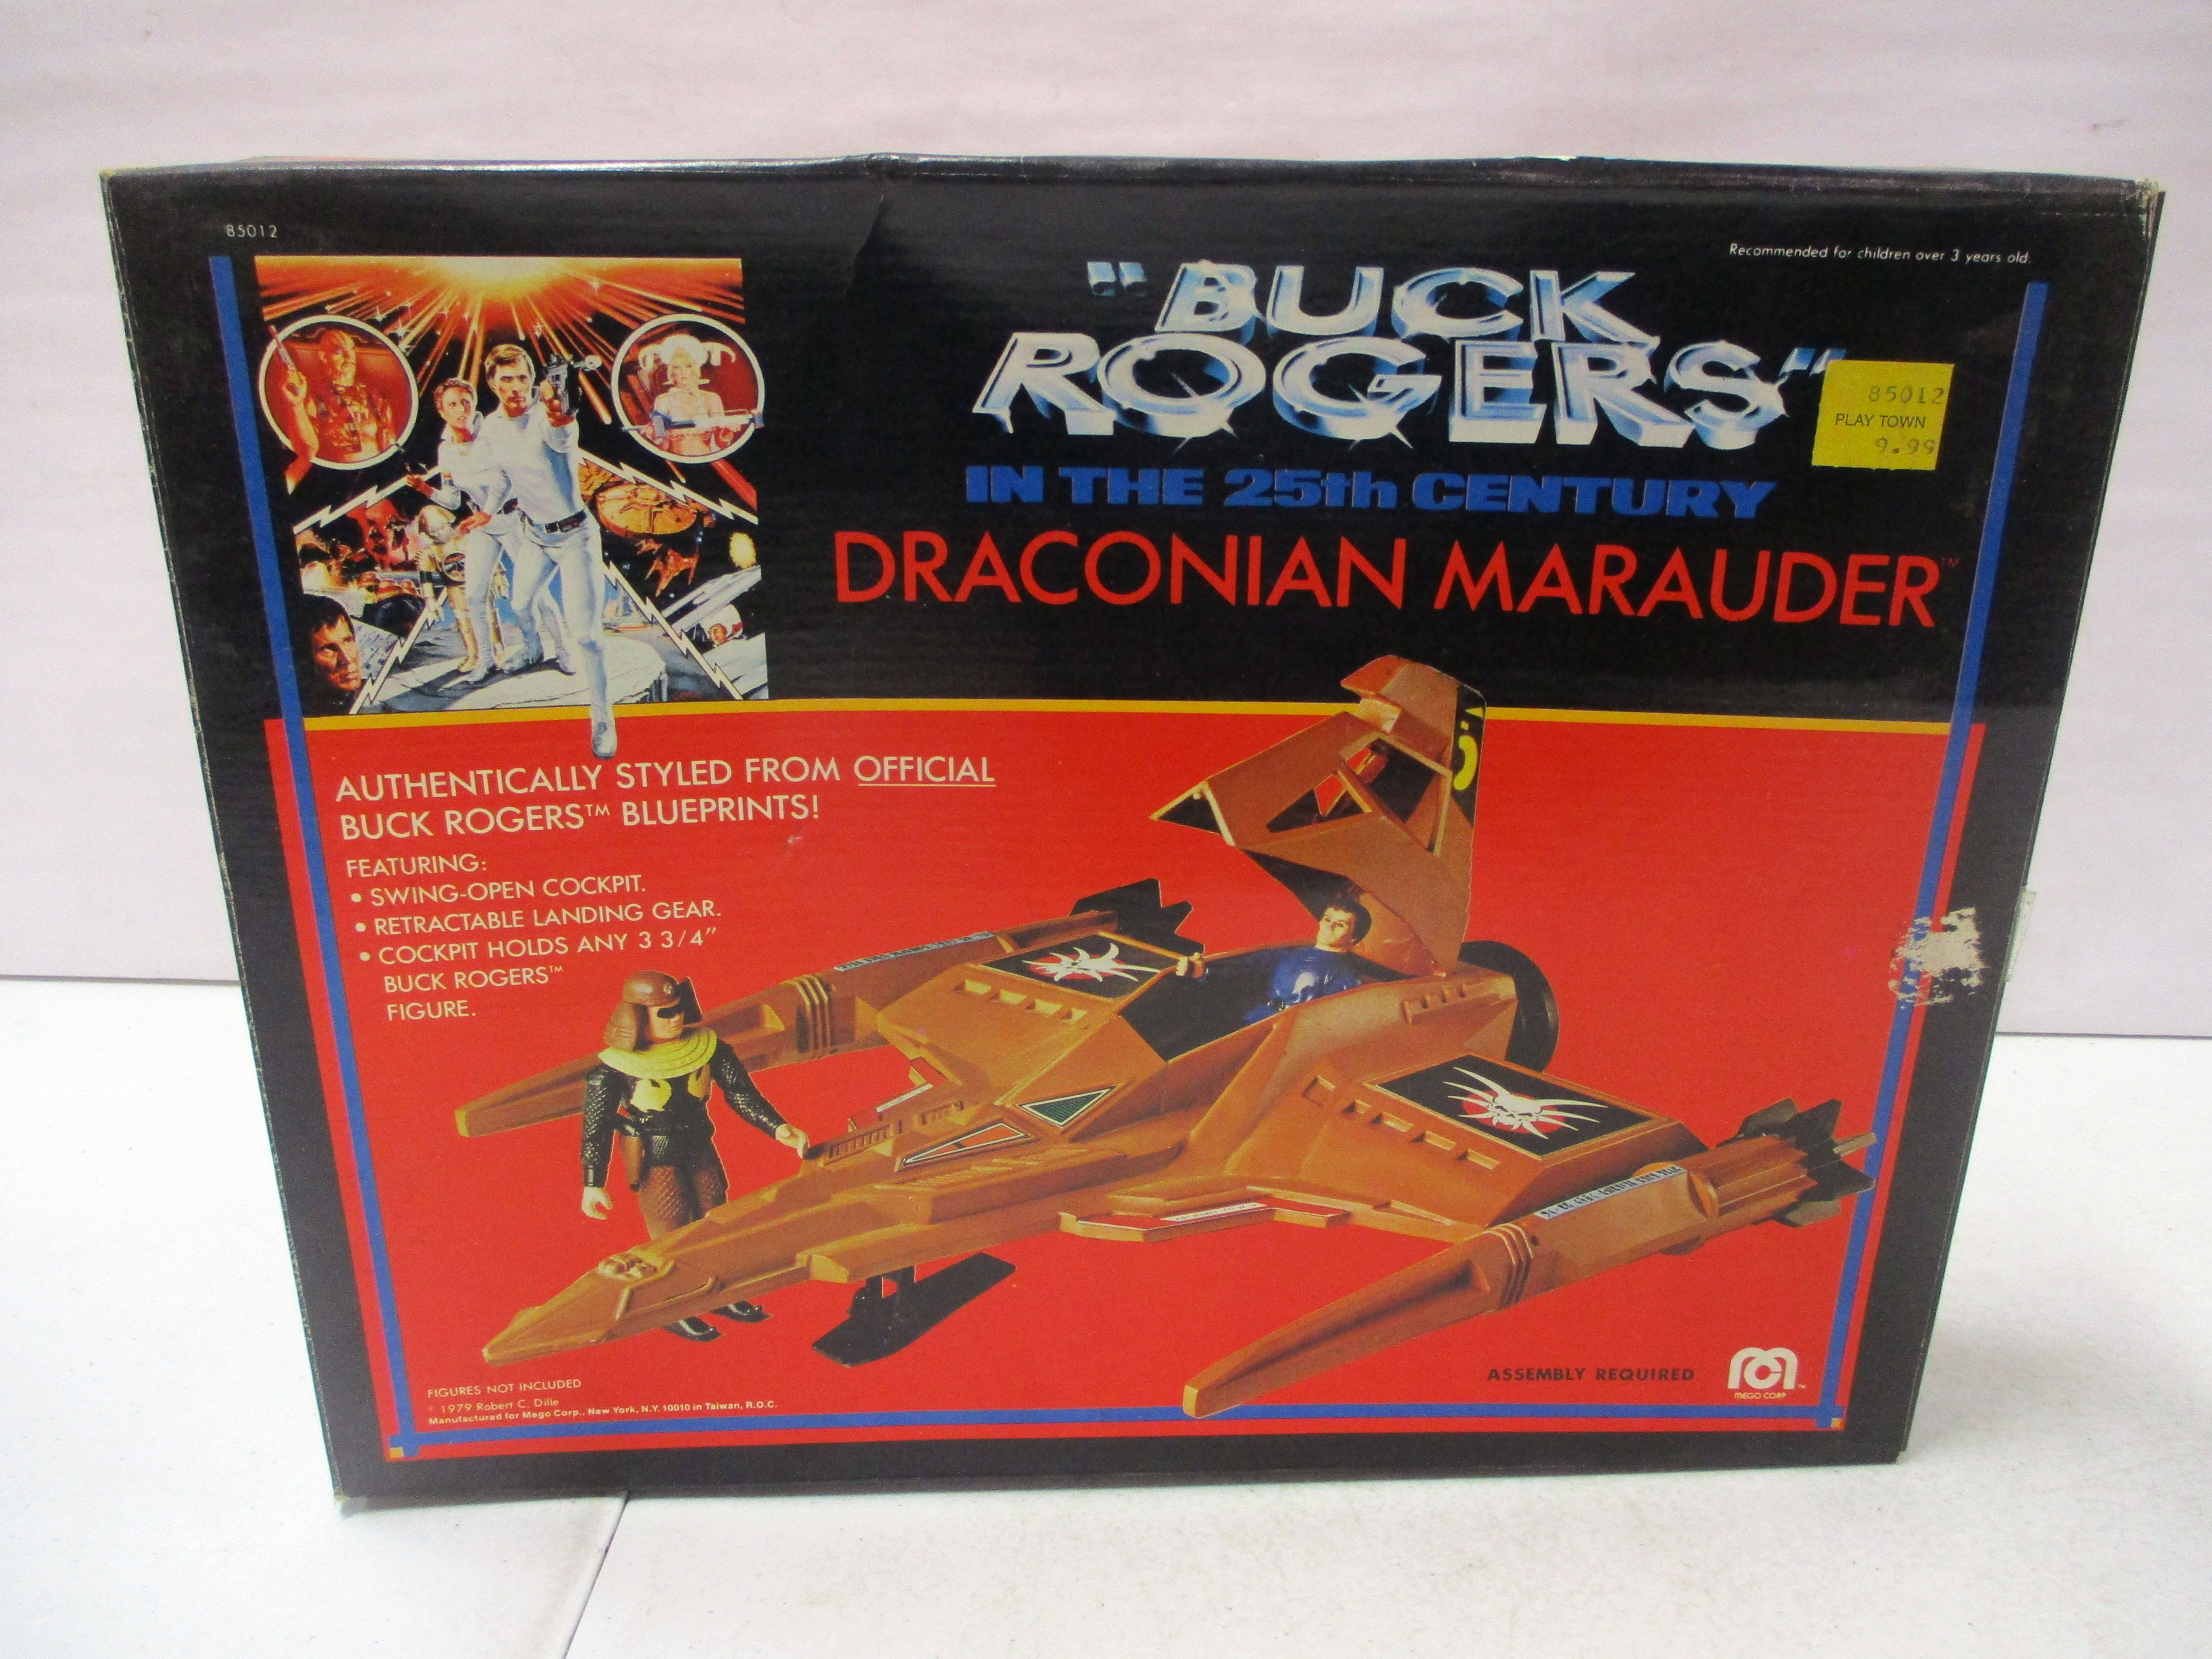 85012
Recommended for children over 3 years old.
"BUCK
ROGERS"
IN THE 25th CENTURY
DRACONIAN MARAUDER™
85012
PLAY TOWN
9.99
AUTHENTICALLY STYLED FROM OFFICIAL
BUCK ROGERS™ BLUEPRINTS!
FEATURING:
• SWING-OPEN COCKPIT.
• RETRACTABLE LANDING GEAR.
• COCKPIT HOLDS ANY 3 3/4"
BUCK ROGERS™
FIGURE.
FIGURES NOT INCLUDED
© 1979 Robert C. Dille
Manufactured for Mego Corp., New York, N.Y. 10010 in Taiwan, R.O.C.
ASSEMBLY REQUIRED
MEGO CORP™